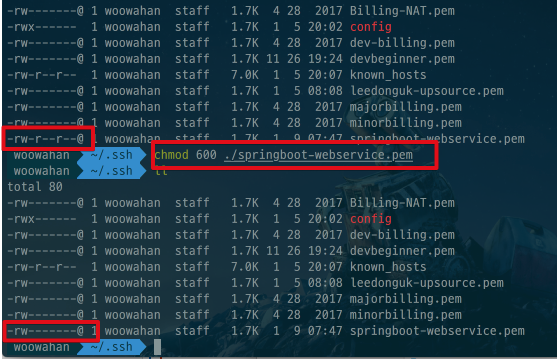 -rw-------@ 1 woowahan  staff   1.7K  4 28  2017 Billing-NAT.pem
-rwx------  1 woowahan  staff   1.7K  1  5 20:02 config
-rw-------@ 1 woowahan  staff   1.7K  4 28  2017 dev-billing.pem
-rw-------@ 1 woowahan  staff   1.7K 11 26 19:24 devbeginner.pem
-rw-r--r--  1 woowahan  staff   7.0K  1  5 20:07 known_hosts
-rw-------@ 1 woowahan  staff   1.7K  1  5 08:08 leedonguk-upsource.pem
-rw-------@ 1 woowahan  staff   1.7K  4 28  2017 majorbilling.pem
-rw-------@ 1 woowahan  staff   1.7K  4 28  2017 minorbilling.pem
-rw-r--r--@ 1 woowahan  staff   1.7K  1  9 07:47 springboot-webservice.pem
woowahan ~/.ssh chmod 600 ./springboot-webservice.pem
woowahan ~/.ssh ll
total 80
-rw-------@ 1 woowahan  staff   1.7K  4 28  2017 Billing-NAT.pem
-rwx------  1 woowahan  staff   1.7K  1  5 20:02 config
-rw-------@ 1 woowahan  staff   1.7K  4 28  2017 dev-billing.pem
-rw-------@ 1 woowahan  staff   1.7K 11 26 19:24 devbeginner.pem
-rw-r--r--  1 woowahan  staff   7.0K  1  5 20:07 known_hosts
-rw-------@ 1 woowahan  staff   1.7K  1  5 08:08 leedonguk-upsource.pem
-rw-------@ 1 woowahan  staff   1.7K  4 28  2017 majorbilling.pem
-rw-------@ 1 woowahan  staff   1.7K  4 28  2017 minorbilling.pem
-rw-------@ 1 woowahan  staff   1.7K  1  9 07:47 springboot-webservice.pem
woowahan ~/.ssh